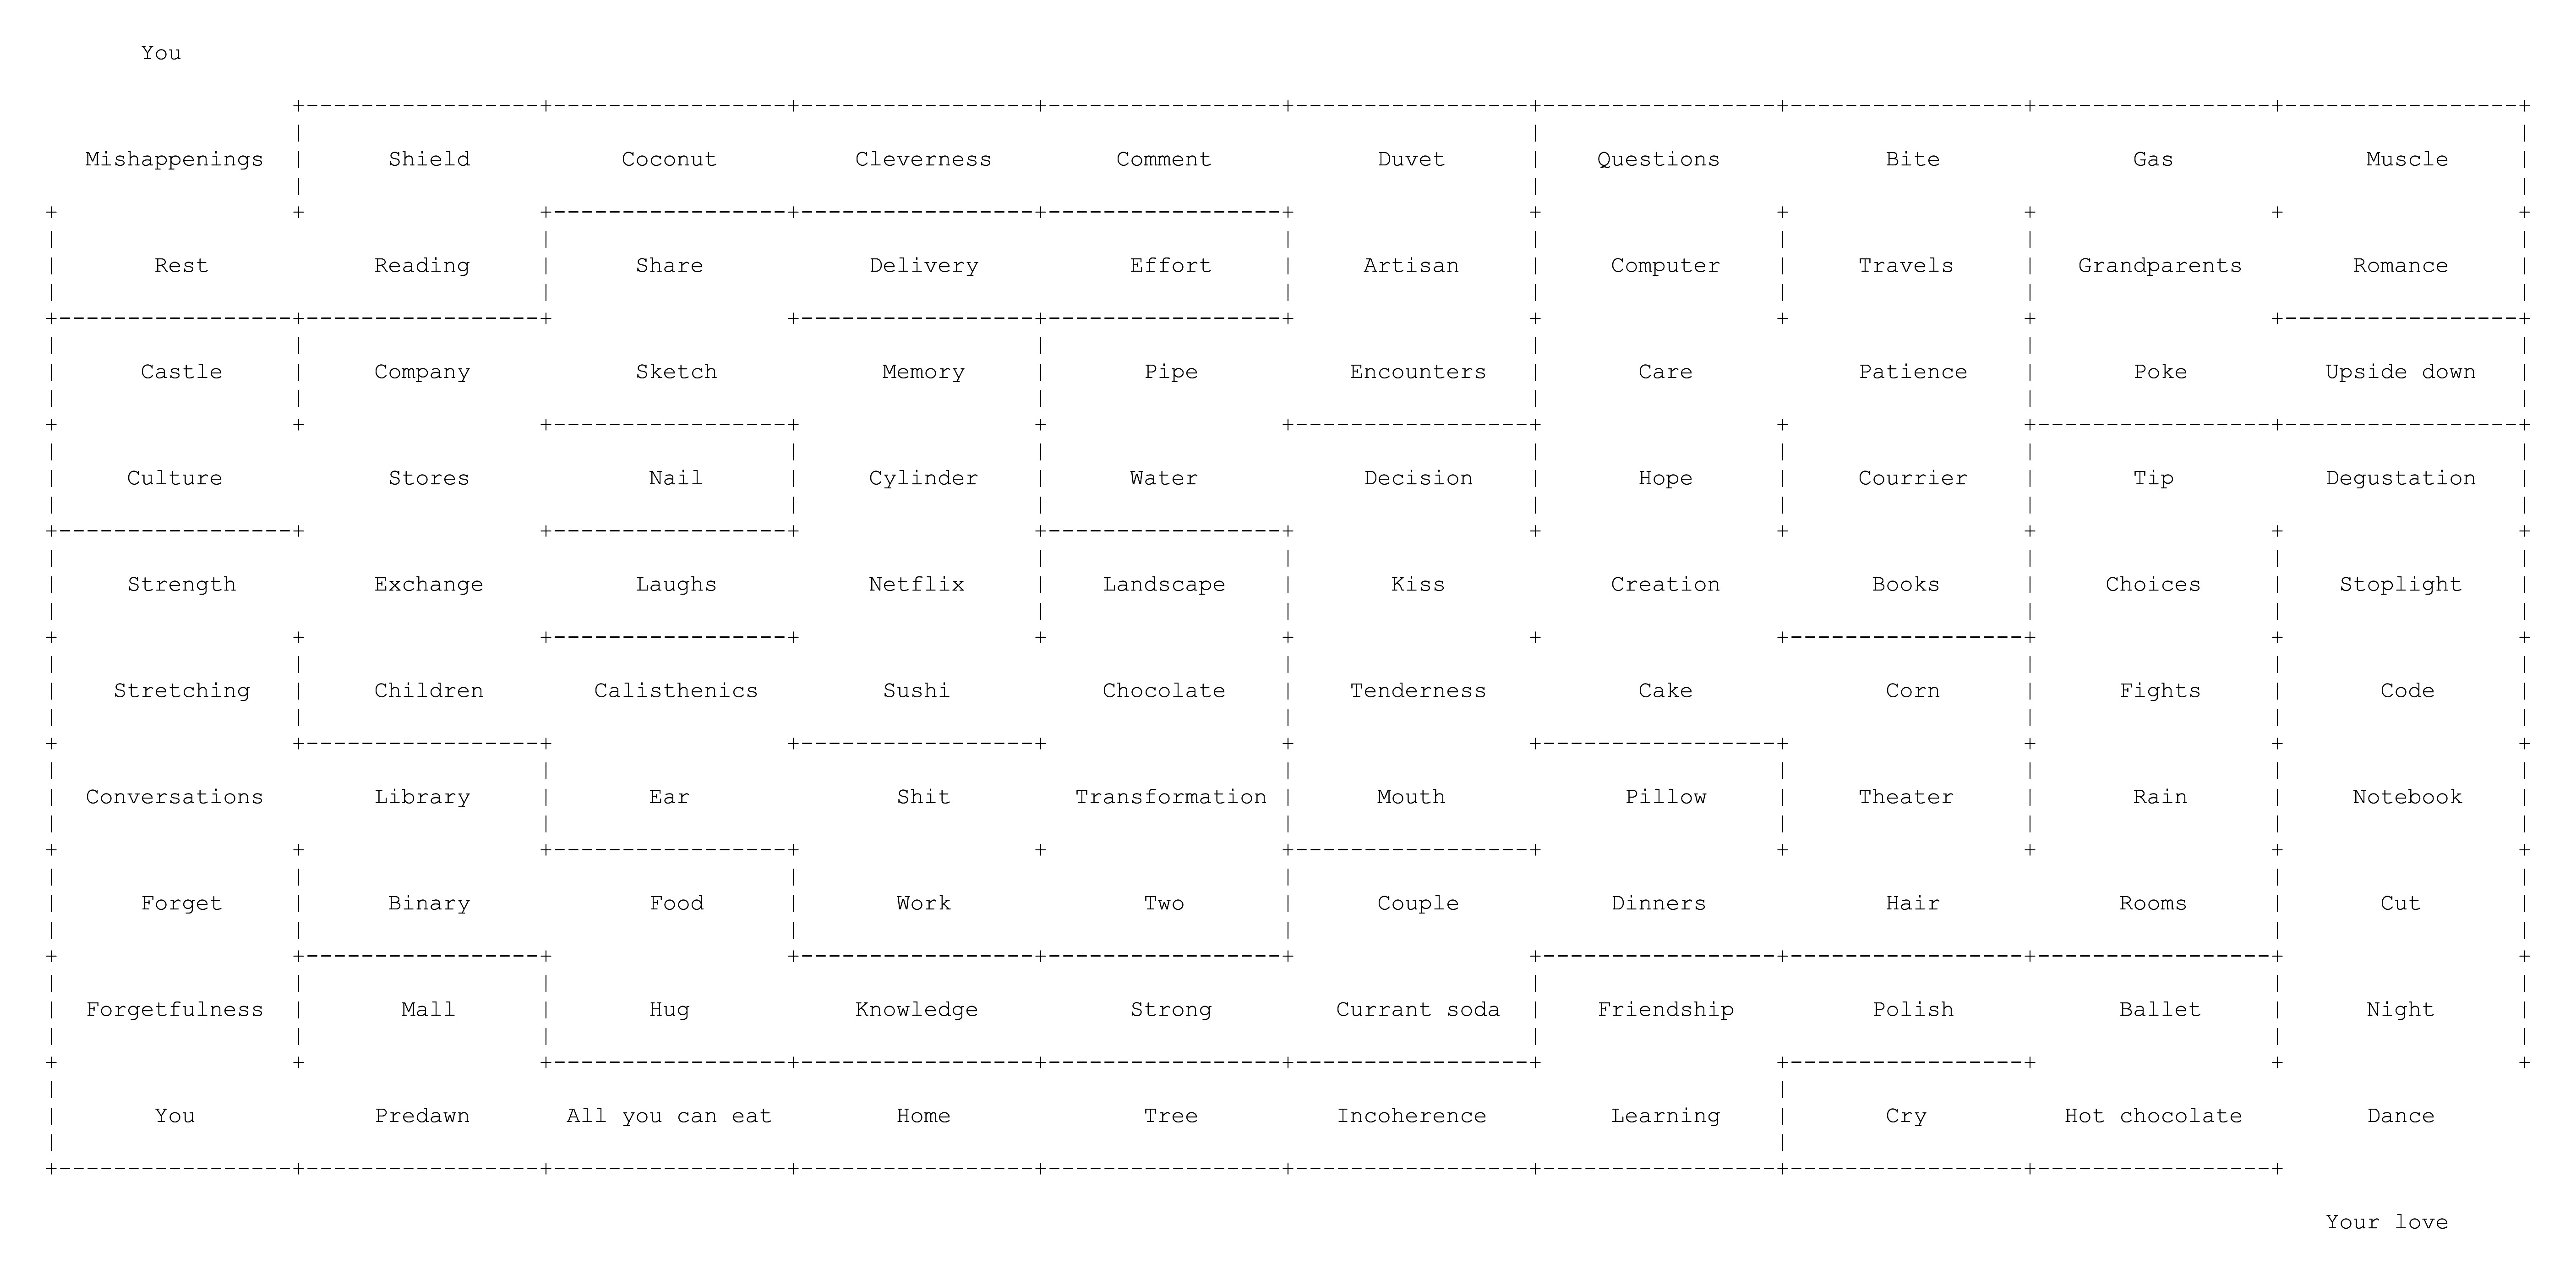 You
Mishappenings Shield Coconut Cleverness Comment Duvet Questions Bite Gas Muscle
Rest Reading Share Delivery Effort Artisan Computer Travels Grandparents Romance
Castle Company Sketch Memory Pipe Encounters Care Patience Poke Upside down
Culture Stores Nail Cylinder Water Decision Hope Courrier Tip Degustation
Strength Exchange Laughs Netflix Landscape Kiss Creation Books Choices Stoplight
Stretching Children Calisthenics Sushi Chocolate Tenderness Cake Corn Fights Code
Conversations Library Ear Shit Transformation Mouth Pillow Theater Rain Notebook
Forget Binary Food Work Two Couple Dinners Hair Rooms Cut
Forgetfulness Mall Hug Knowledge Strong Currant soda Friendship Polish Ballet Night
You Predawn All you can eat Home Tree Incoherence Learning Cry Hot chocolate Dance
Your love